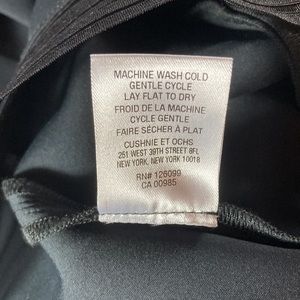 MACHINE WASH COLD
GENTLE CYCLE
LAY FLAT TO DRY
FROID DE LA MACHINE
CYCLE GENTLE
FAIRE SÉCHER À PLAT
CUSHNIE ET OCHS
251 WEST 39TH STREET 8FL
NEW YORK, NEW YORK 10018
RN# 126099
CA 00985